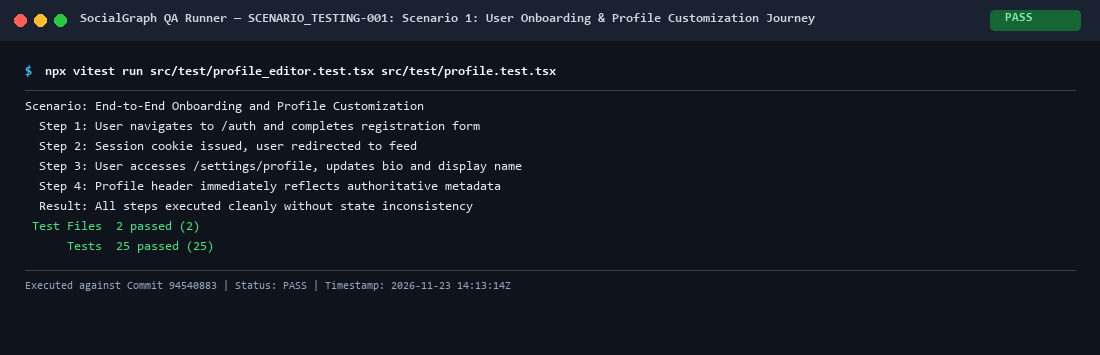 SocialGraph QA Runner — SCENARIO_TESTING-001: Scenario 1: User Onboarding & Profile Customization Journey
PASS
$ npx vitest run src/test/profile_editor.test.tsx src/test/profile.test.tsx
Scenario: End-to-End Onboarding and Profile Customization
Step 1: User navigates to /auth and completes registration form
Step 2: Session cookie issued, user redirected to feed
Step 3: User accesses /settings/profile, updates bio and display name
Step 4: Profile header immediately reflects authoritative metadata
Result: All steps executed cleanly without state inconsistency
Test Files 2 passed (2)
Tests 25 passed (25)
Executed against Commit 94540883 | Status: PASS | Timestamp: 2026-11-23 14:13:14Z